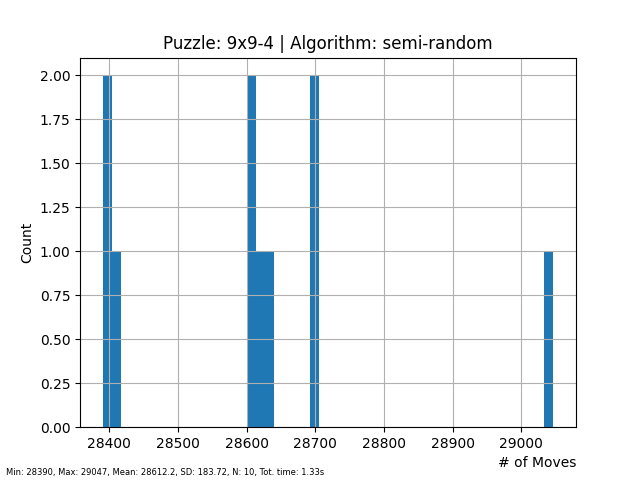 Puzzle: 9x9-4 | Algorithm: semi-random
2.00
1.75
1.50
1.25
1.00
0.75
0.50
0.25
0.00
Count
28400 28500 28600 28700 28800 28900 29000
# of Moves
Min: 28390, Max: 29047, Mean: 28612.2, SD: 183.72, N: 10, Tot. time: 1.33s